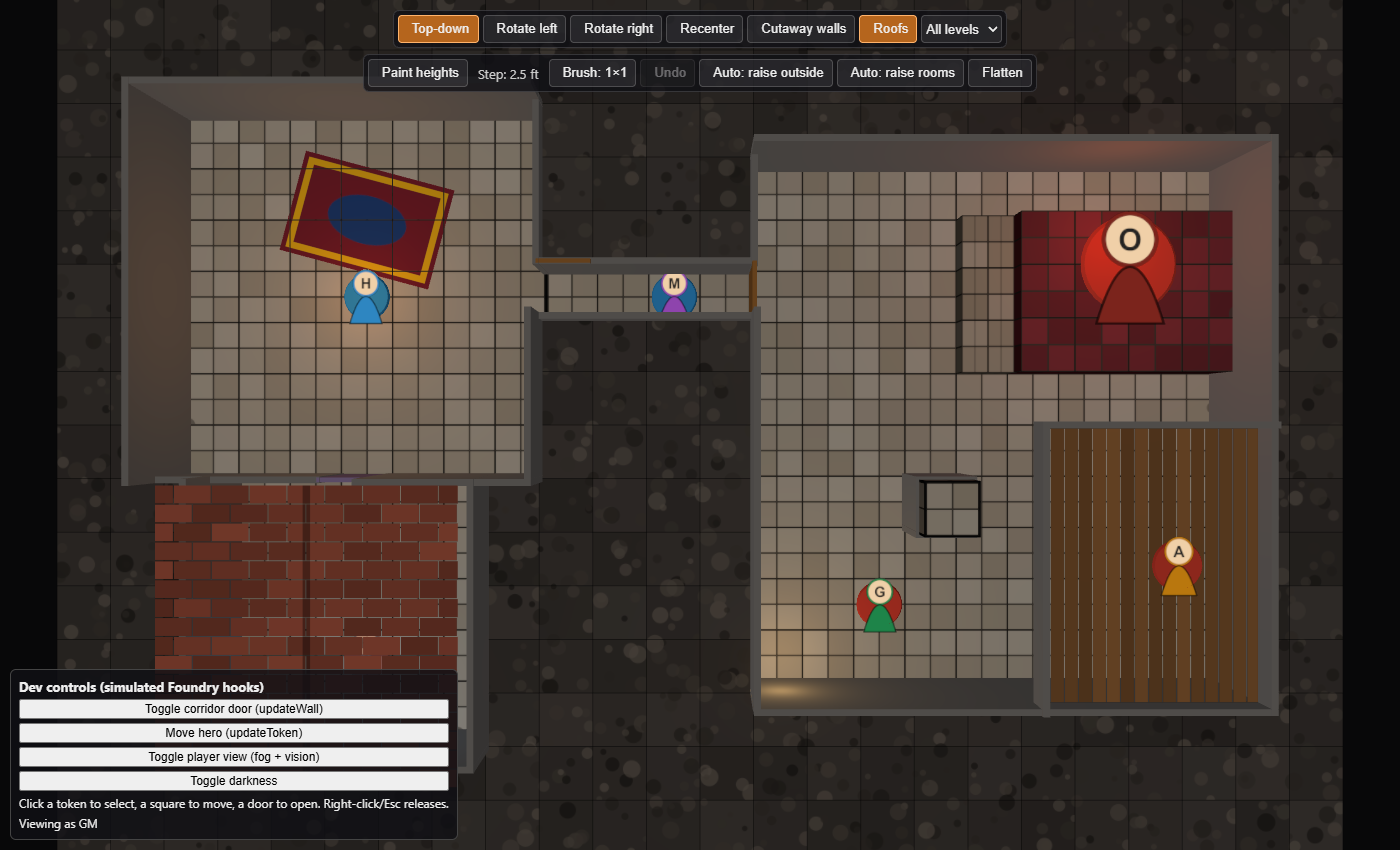 Top-down Rotate left Rotate right Recenter Cutaway walls Roofs All levels
Paint heights Step: 2.5 ft Brush: 1×1 Undo Auto: raise outside Auto: raise rooms Flatten
O
H
M
A
G
Dev controls (simulated Foundry hooks)
Toggle corridor door (updateWall)
Move hero (updateToken)
Toggle player view (fog + vision)
Toggle darkness
Click a token to select, a square to move, a door to open. Right-click/Esc releases.
Viewing as GM